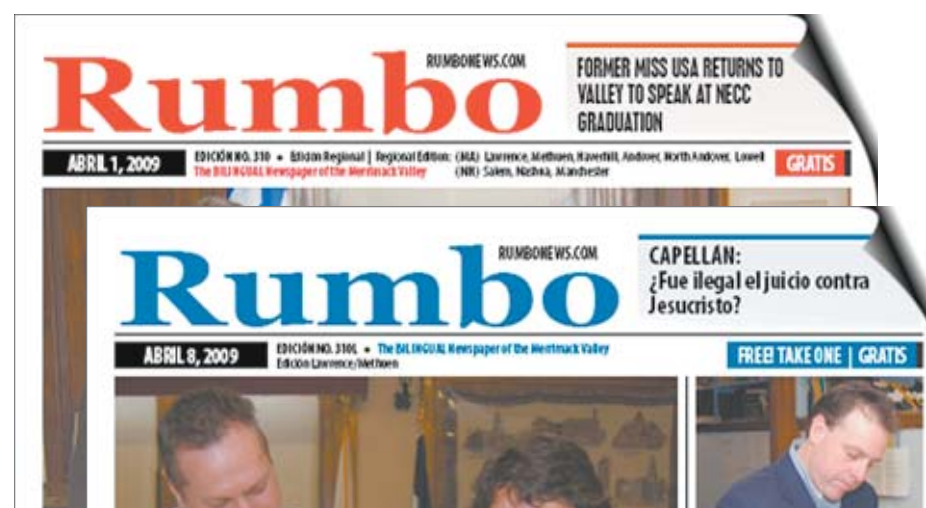 RUMBONEWS.COM
Rumbo
FORMER MISS USA RETURNS TO
VALLEY TO SPEAK AT NECC
GRADUATION
ABRIL 1, 2009
EDICIÓN NO. 310 • Edición Regional | Regional Edition: (MA) Lawrence, Methuen, Haverhill, Andover, North Andover, Lowell
The BILINGUAL Newspaper of the Merrimack Valley (NH) Salem, Nashua, Manchester
GRATIS
RUMBONEWS.COM
Rumbo
CAPELLÁN:
¿Fue ilegal el juicio contra
Jesucristo?
ABRIL 8, 2009
EDICIÓN NO. 310L • The BILINGUAL Newspaper of the Merrimack Valley
Edición Lawrence/Methuen
FREE! TAKE ONE | GRATIS